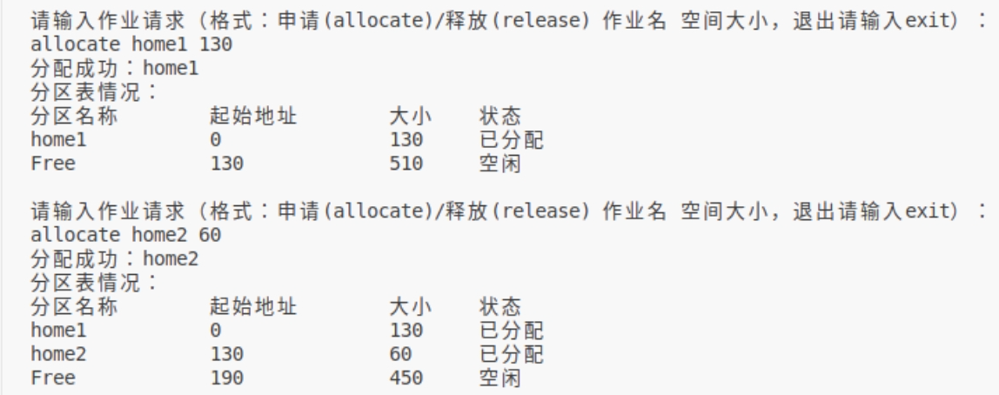 请输入作业请求（格式：申请(allocate)/释放(release) 作业名 空间大小，退出请输入exit）：
allocate home1 130
分配成功：home1
分区表情况：
分区名称 起始地址 大小 状态
home1 0 130 已分配
Free 130 510 空闲
请输入作业请求（格式：申请(allocate)/释放(release) 作业名 空间大小，退出请输入exit）：
allocate home2 60
分配成功：home2
分区表情况：
分区名称 起始地址 大小 状态
home1 0 130 已分配
home2 130 60 已分配
Free 190 450 空闲